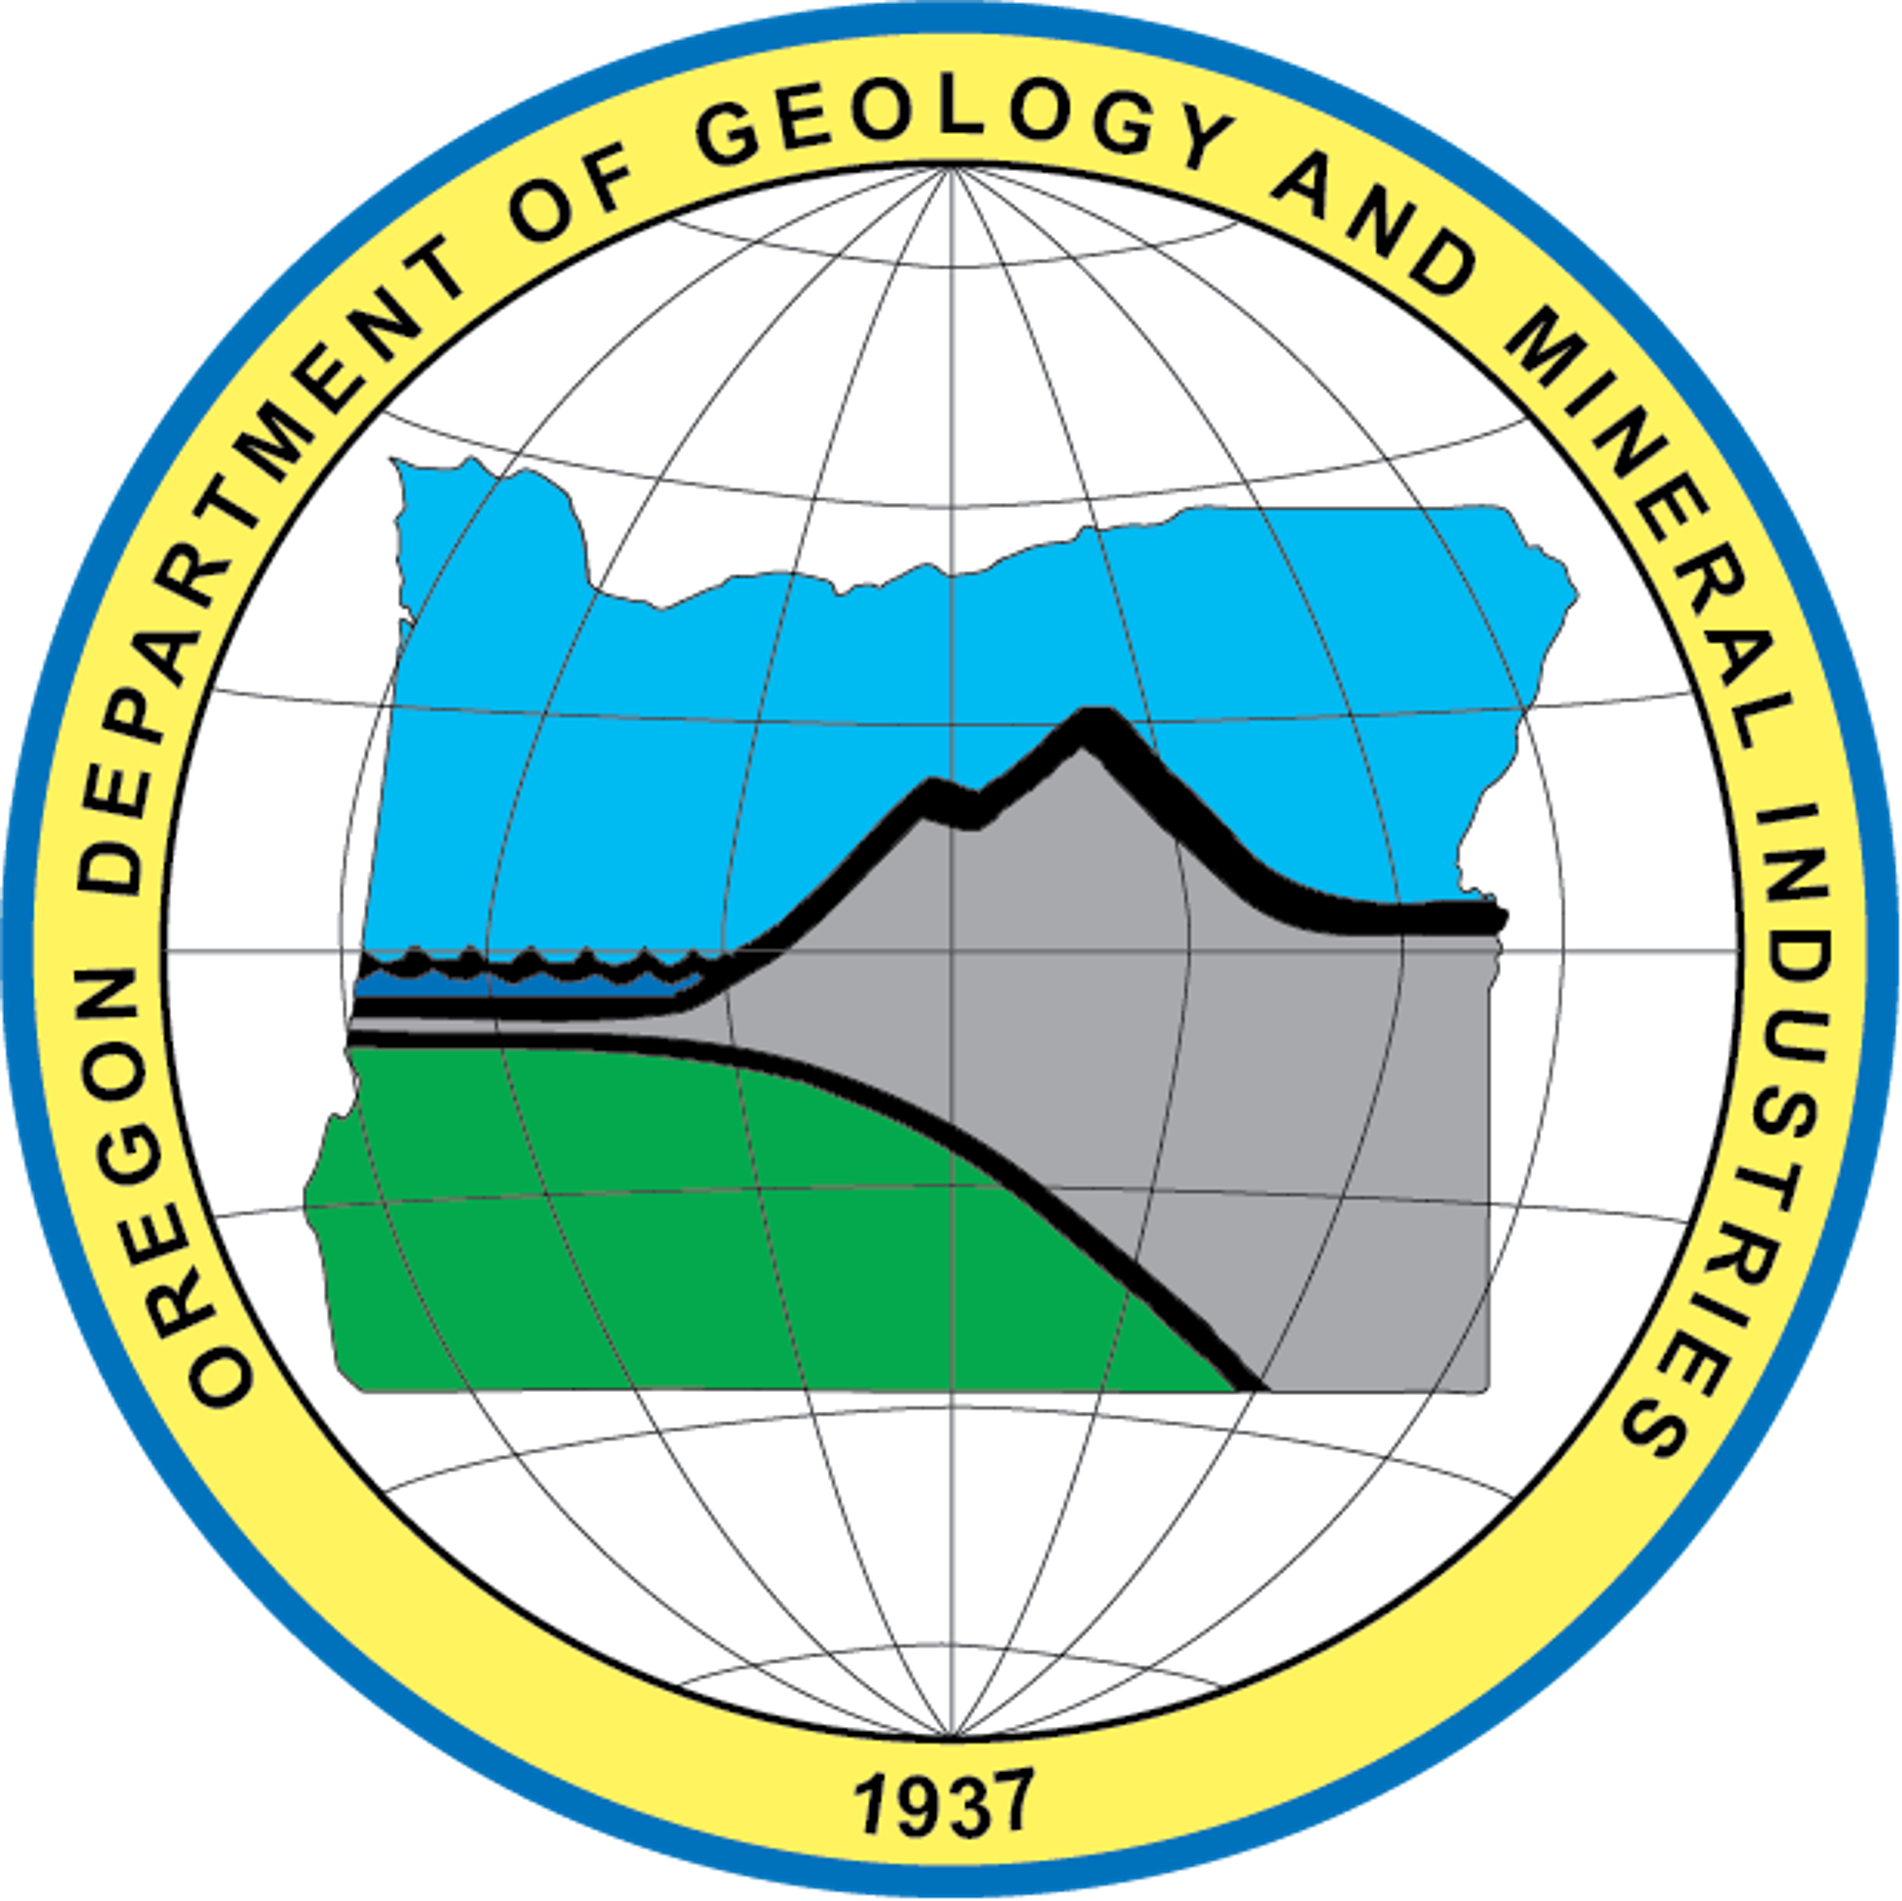 OREGON DEPARTMENT OF GEOLOGY AND MINERAL INDUSTRIES
1937